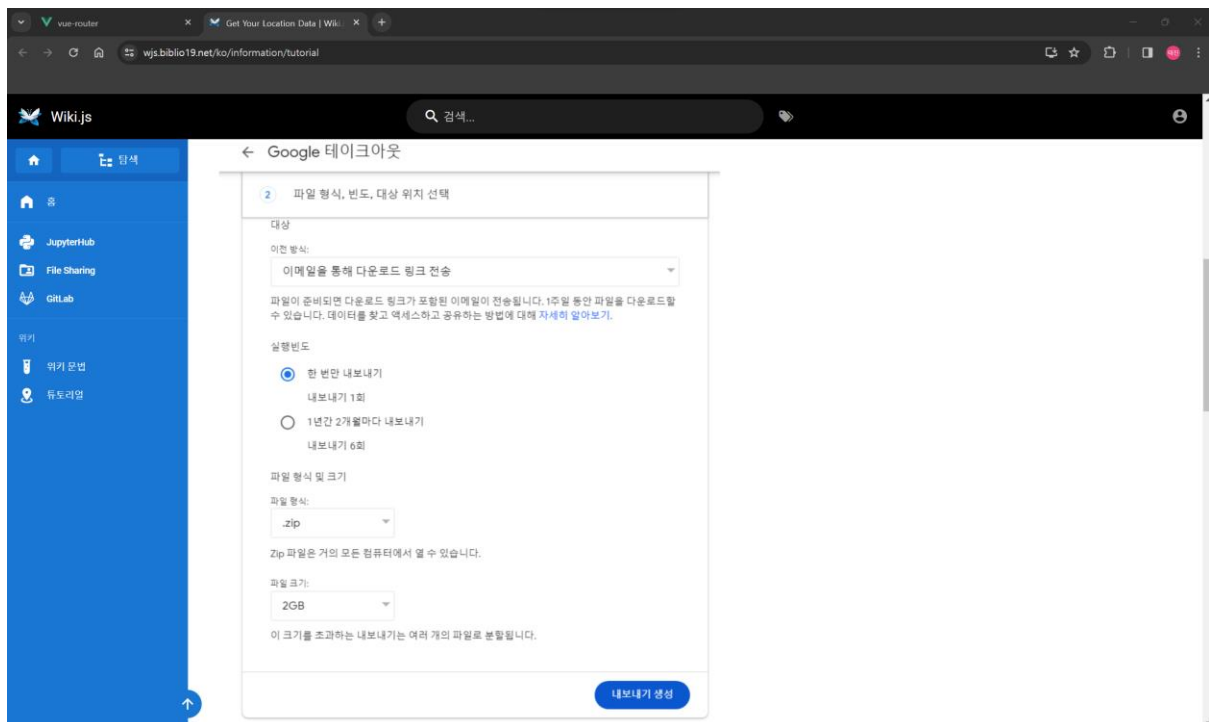 vue-router
Get Your Location Data | Wiki.
wjs.biblio19.net/ko/information/tutorial
Wiki.js
검색...
탐색
홈
JupyterHub
File Sharing
GitLab
위키
위키 문법
튜토리얼
Google 테이크아웃
2 파일 형식, 빈도, 대상 위치 선택
대상
이전 방식:
이메일을 통해 다운로드 링크 전송
파일이 준비되면 다운로드 링크가 포함된 이메일이 전송됩니다. 1주일 동안 파일을 다운로드할
수 있습니다. 데이터를 찾고 액세스하고 공유하는 방법에 대해 자세히 알아보기.
실행빈도
한 번만 내보내기
내보내기 1회
1년간 2개월마다 내보내기
내보내기 6회
파일 형식 및 크기
파일 형식:
.zip
Zip 파일은 거의 모든 컴퓨터에서 열 수 있습니다.
파일 크기:
2GB
이 크기를 초과하는 내보내기는 여러 개의 파일로 분할됩니다.
내보내기 생성